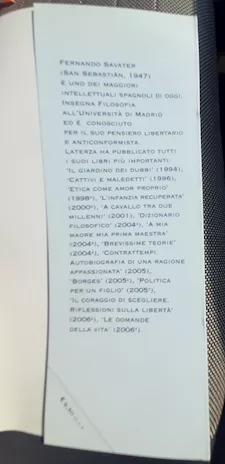 FERNANDO SAVATER
(SAN SEBASTIÁN, 1947)
È UNO DEI MAGGIORI
INTELLETTUALI SPAGNOLI DI OGGI.
INSEGNA FILOSOFIA
ALL'UNIVERSITÀ DI MADRID
ED È CONOSCIUTO
PER IL SUO PENSIERO LIBERTARIO
E ANTICONFORMISTA.
LATERZA HA PUBBLICATO TUTTI
I SUOI LIBRI PIÙ IMPORTANTI:
'IL GIARDINO DEI DUBBI' (1994),
'CATTIVI E MALEDETTI' (1996),
'ETICA COME AMOR PROPRIO'
(1998), 'L'INFANZIA RECUPERATA'
(2000), 'A CAVALLO TRA DUE
MILLENNI' (2001), 'DIZIONARIO
FILOSOFICO' (2004), 'A MIA
MADRE MIA PRIMA MAESTRA'
(2004), 'BREVISSIME TEORIE'
(2004), 'CONTRATTEMPI.
AUTOBIOGRAFIA DI UNA RAGIONE
APPASSIONATA' (2005),
'BORGES' (2005), 'POLITICA
PER UN FIGLIO' (2005),
'IL CORAGGIO DI SCEGLIERE.
RIFLESSIONI SULLA LIBERTÀ'
(2006), 'LE DOMANDE
DELLA VITA' (2006).